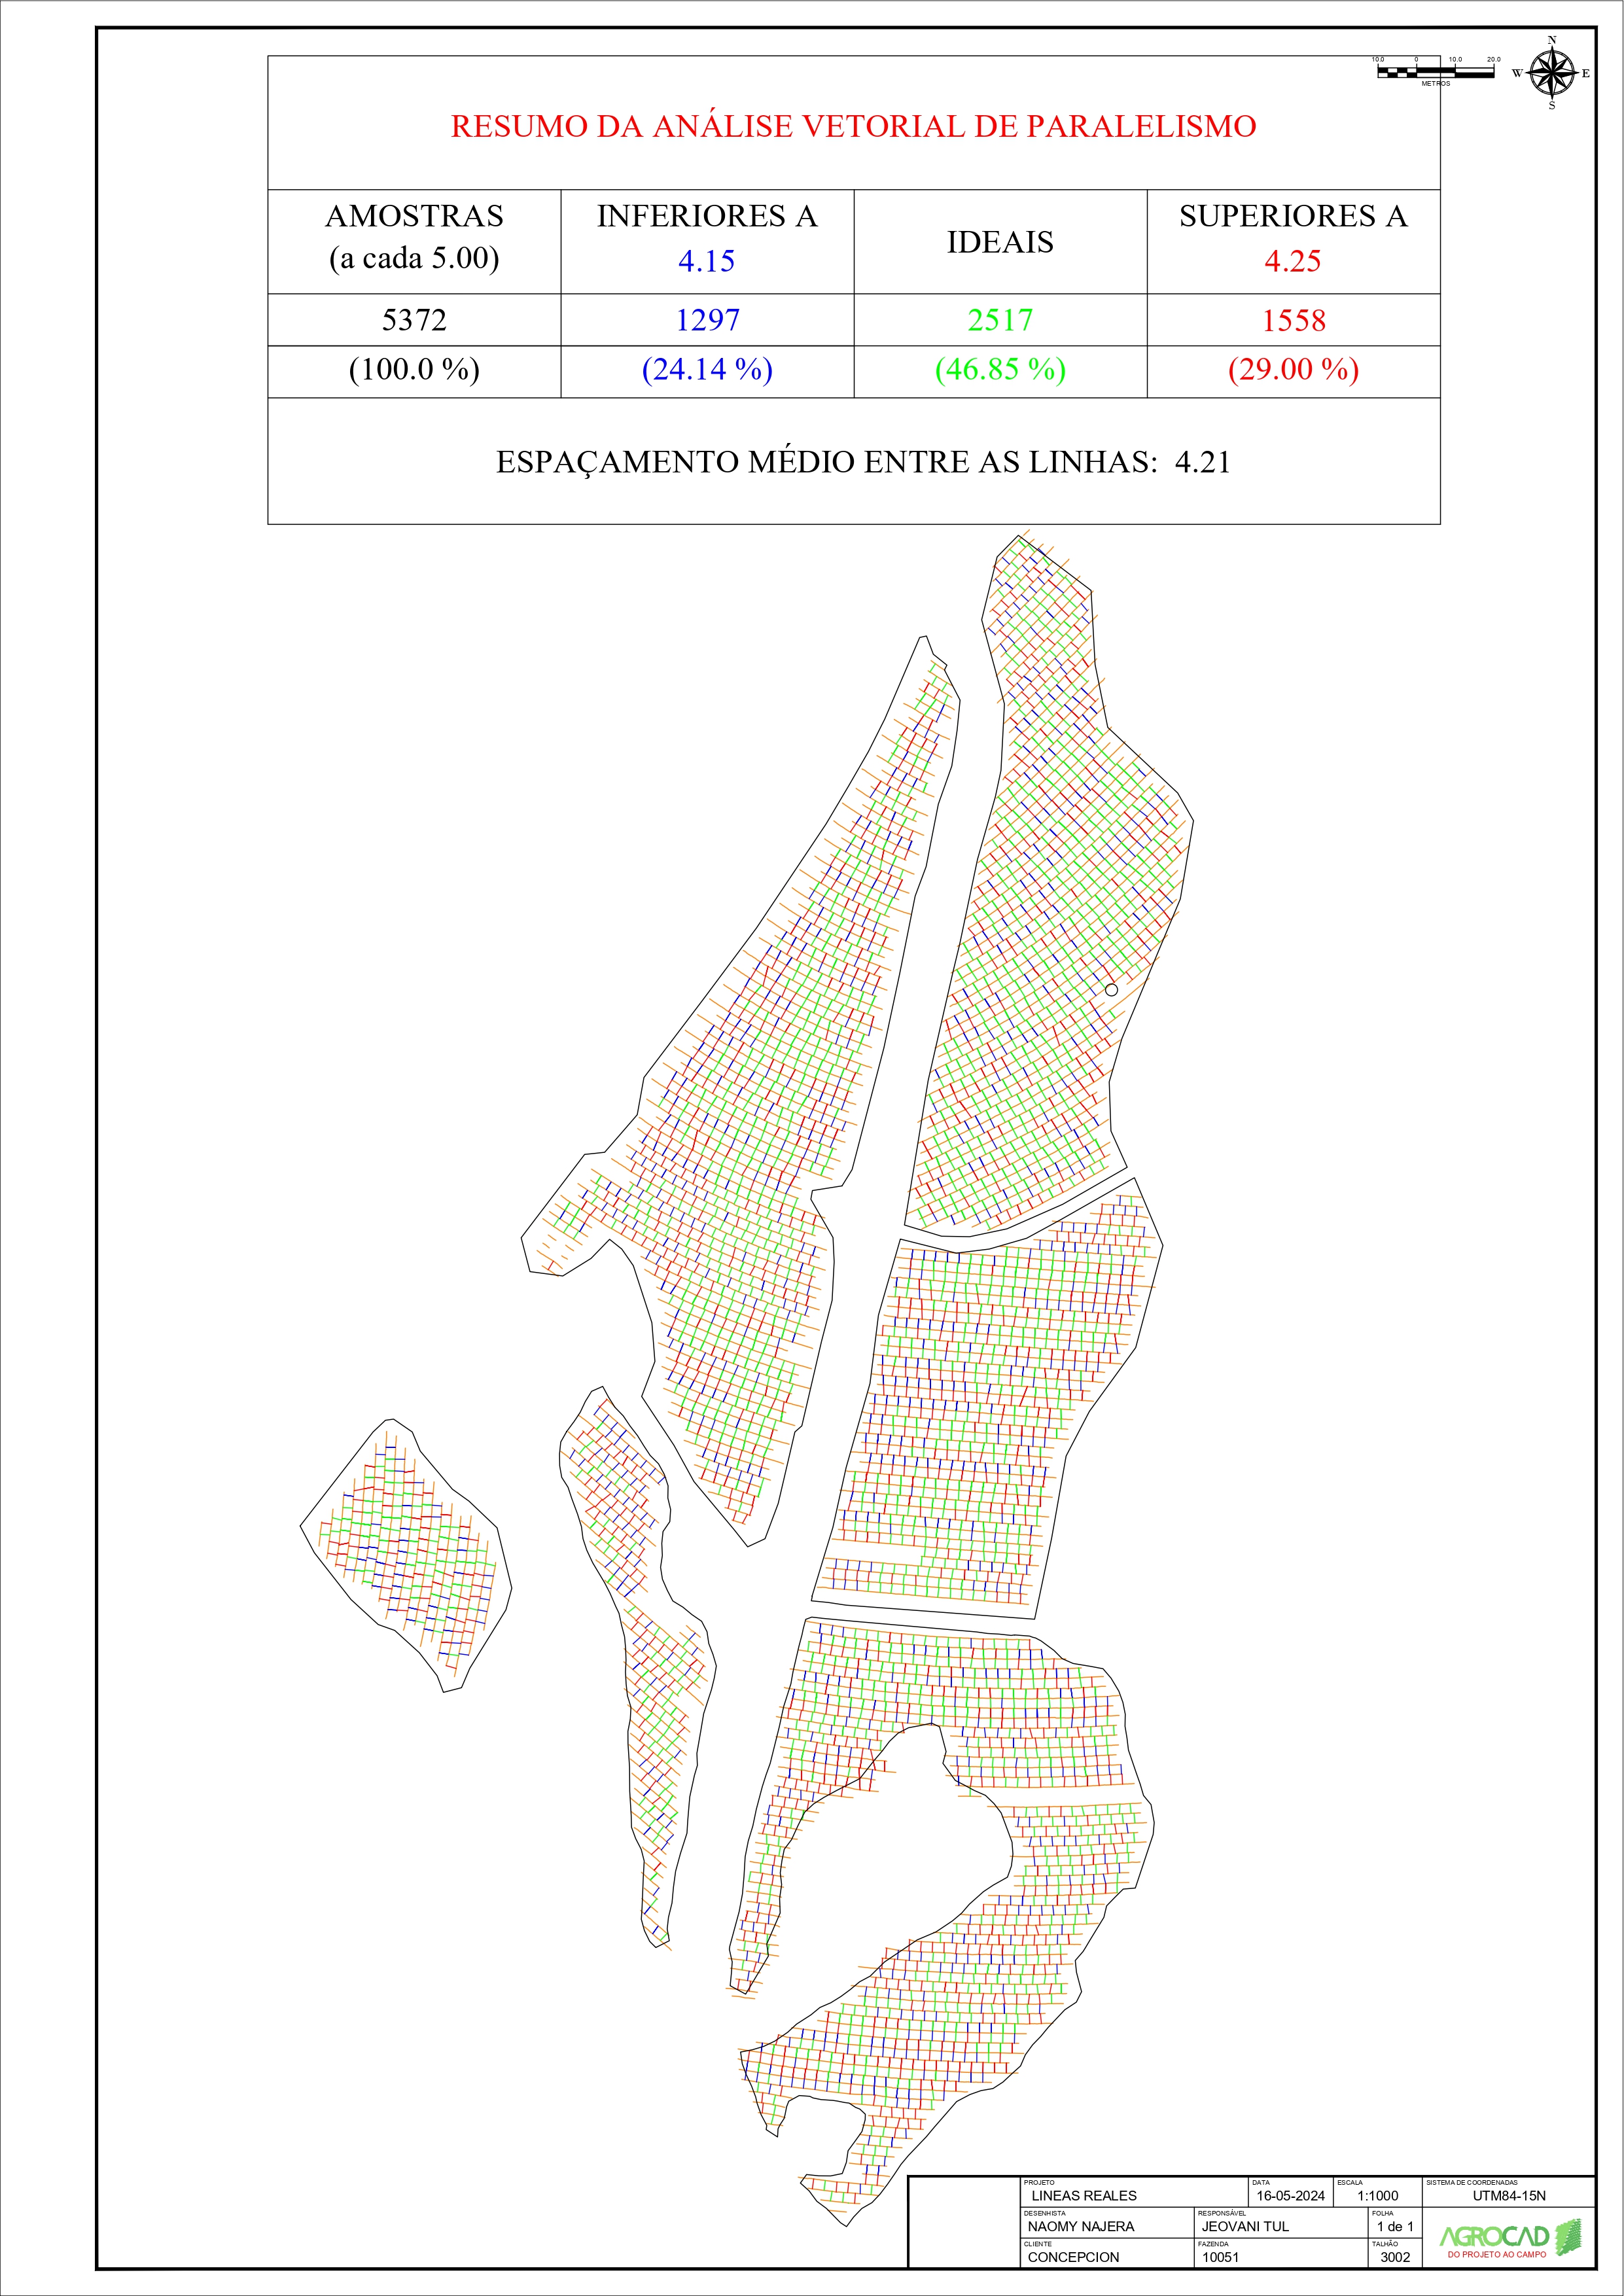 N
10.0 0 10.0 20.0
W E
METROS
S
RESUMO DA ANÁLISE VETORIAL DE PARALELISMO
AMOSTRAS
(a cada 5.00)
INFERIORES A
4.15
IDEAIS
SUPERIORES A
4.25
5372 1297 2517 1558
(100.0 %) (24.14 %) (46.85 %) (29.00 %)
ESPAÇAMENTO MÉDIO ENTRE AS LINHAS: 4.21
PROJETO
LINEAS REALES
DATA
16-05-2024
ESCALA
1:1000
SISTEMA DE COORDENADAS
UTM84-15N
DESENHISTA
NAOMY NAJERA
RESPONSÁVEL
JEOVANI TUL
FOLHA
1 de 1
CLIENTE
CONCEPCION
FAZENDA
10051
TALHÃO
3002
AGROCAD
DO PROJETO AO CAMPO